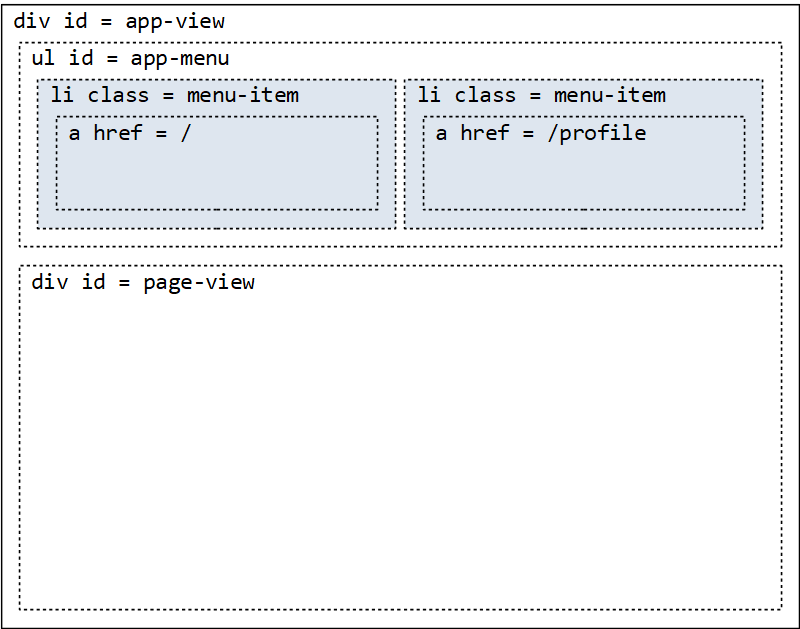 div id = app-view
ul id = app-menu
li class = menu-item
a href = /
li class = menu-item
a href = /profile
div id = page-view